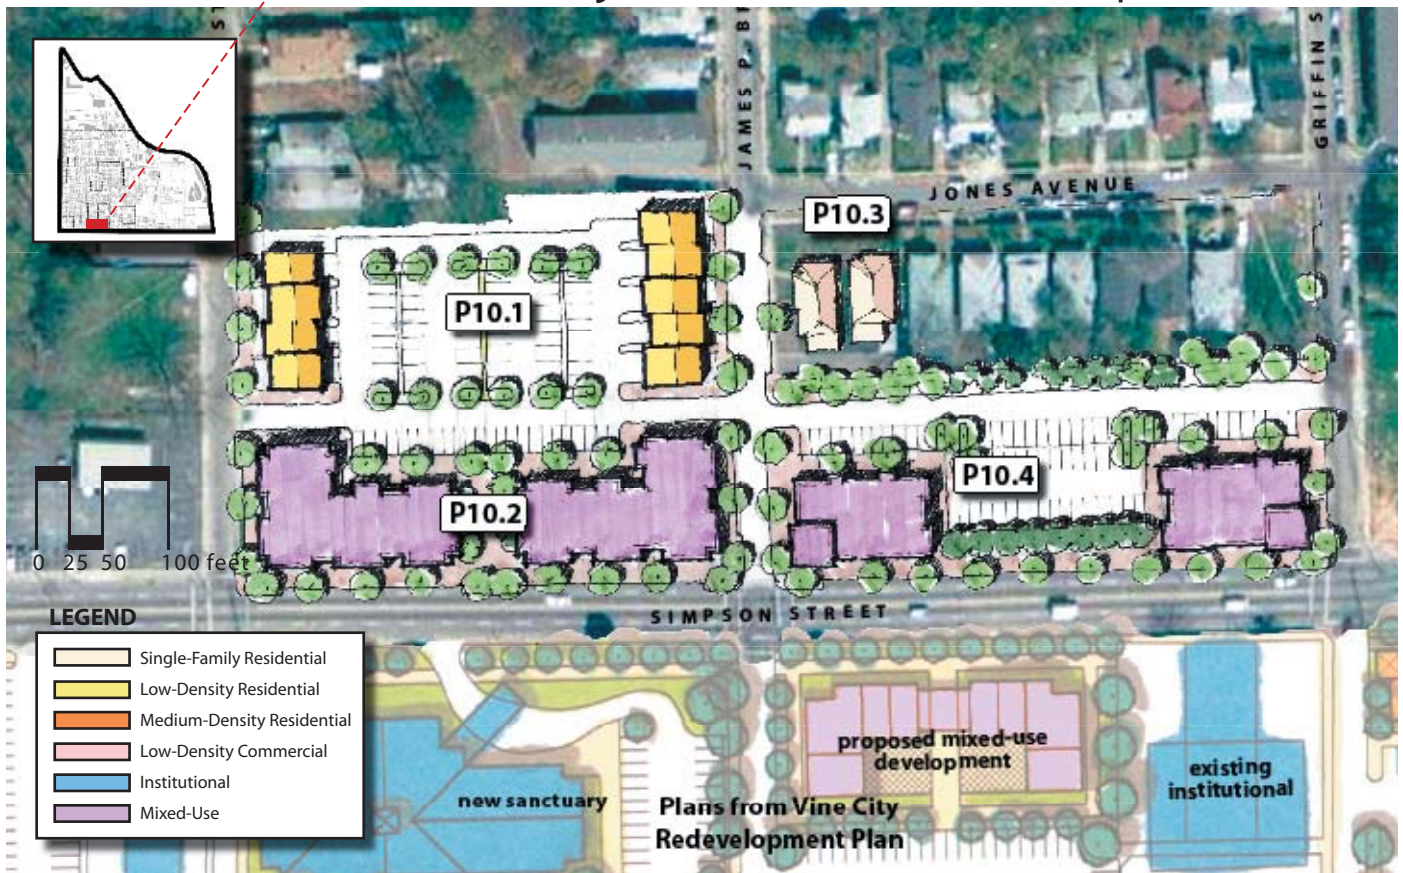 JONES AVENUE
P10.3
P10.1
P10.4
P10.2
0 25 50 100 feet
SIMPSON STREET
LEGEND
Single-Family Residential
Low-Density Residential
Medium-Density Residential
Low-Density Commercial
Institutional
Mixed-Use
proposed mixed-use
development
existing
institutional
new sanctuary
Plans from Vine City
Redevelopment Plan
JAMES P.
GRIFFIN